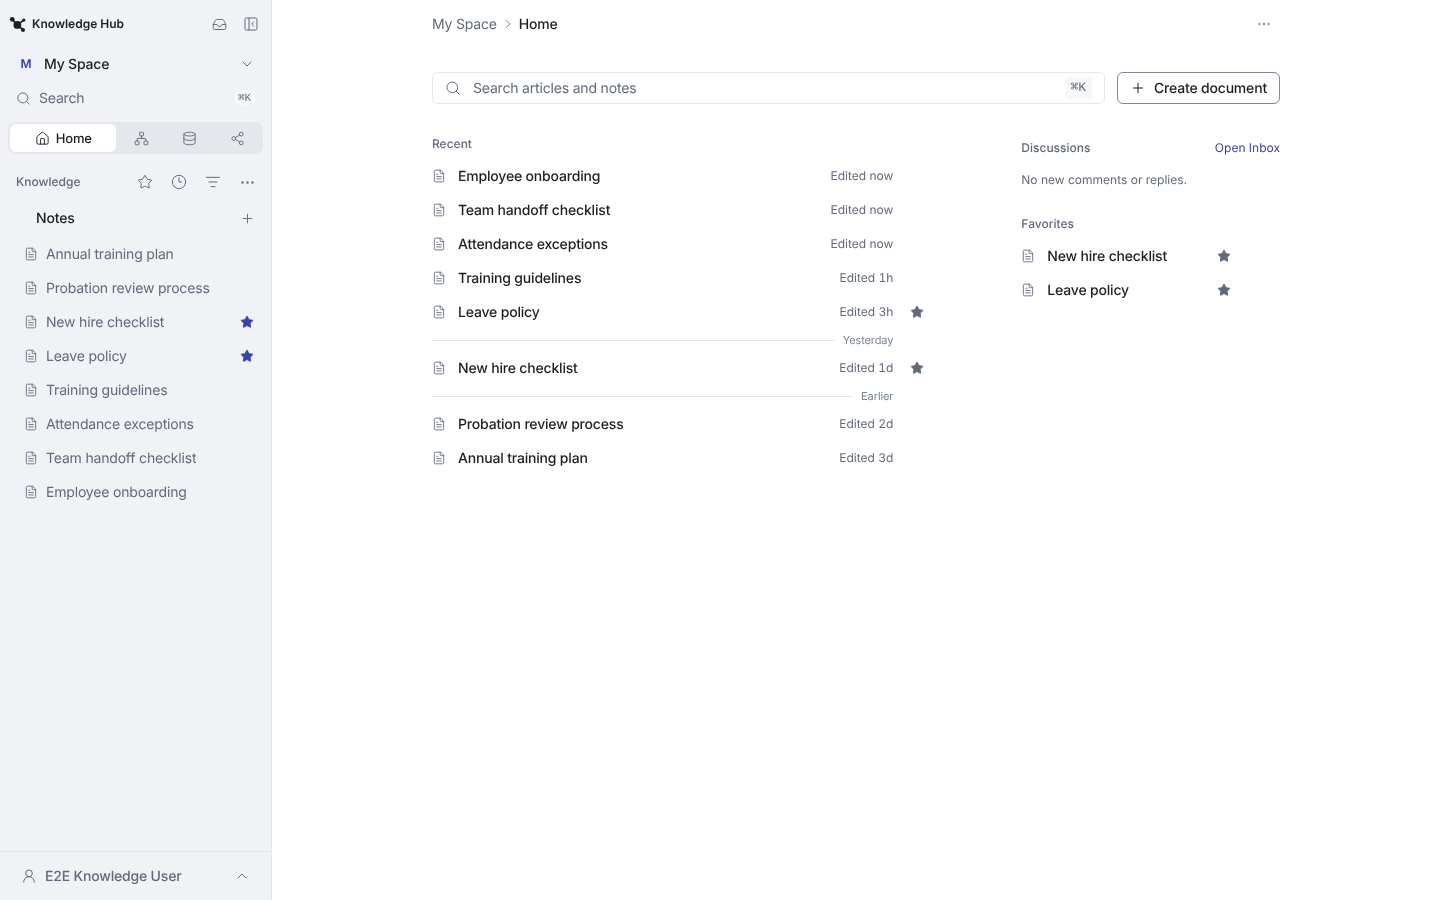 Knowledge Hub
M My Space
Search ⌘K
Home
Knowledge
Notes
Annual training plan
Probation review process
New hire checklist
Leave policy
Training guidelines
Attendance exceptions
Team handoff checklist
Employee onboarding
E2E Knowledge User
My Space > Home
Search articles and notes ⌘K
Create document
Recent
Employee onboarding Edited now
Team handoff checklist Edited now
Attendance exceptions Edited now
Training guidelines Edited 1h
Leave policy Edited 3h
Yesterday
New hire checklist Edited 1d
Earlier
Probation review process Edited 2d
Annual training plan Edited 3d
Discussions Open Inbox
No new comments or replies.
Favorites
New hire checklist
Leave policy